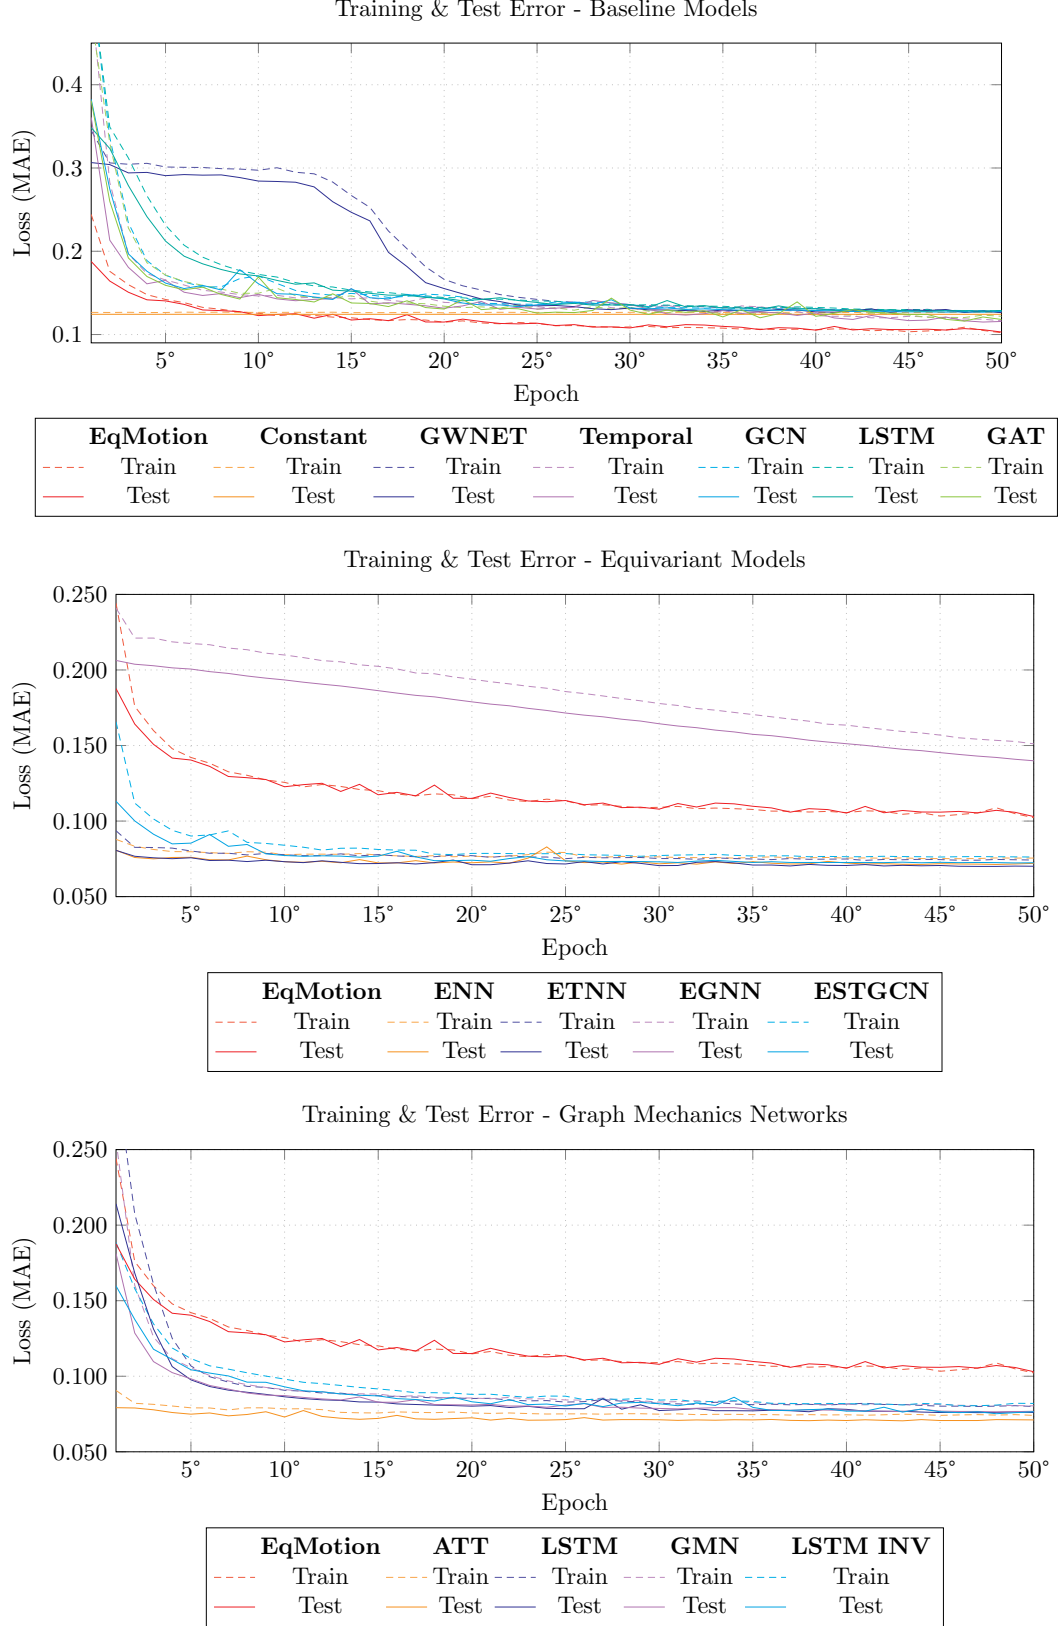 Training & Test Error - Baseline Models
0.4
0.3
0.2
0.1
Loss (MAE)
5° 10° 15° 20° 25° 30° 35° 40° 45° 50°
Epoch
EqMotion Constant GWNET Temporal GCN LSTM GAT
Train Train Train Train Train Train Train
Test Test Test Test Test Test Test
Training & Test Error - Equivariant Models
0.250
0.200
0.150
0.100
0.050
Loss (MAE)
5° 10° 15° 20° 25° 30° 35° 40° 45° 50°
Epoch
EqMotion ENN ETNN EGNN ESTGCN
Train Train Train Train Train
Test Test Test Test Test
Training & Test Error - Graph Mechanics Networks
0.250
0.200
0.150
0.100
0.050
Loss (MAE)
5° 10° 15° 20° 25° 30° 35° 40° 45° 50°
Epoch
EqMotion ATT LSTM GMN LSTM INV
Train Train Train Train Train
Test Test Test Test Test